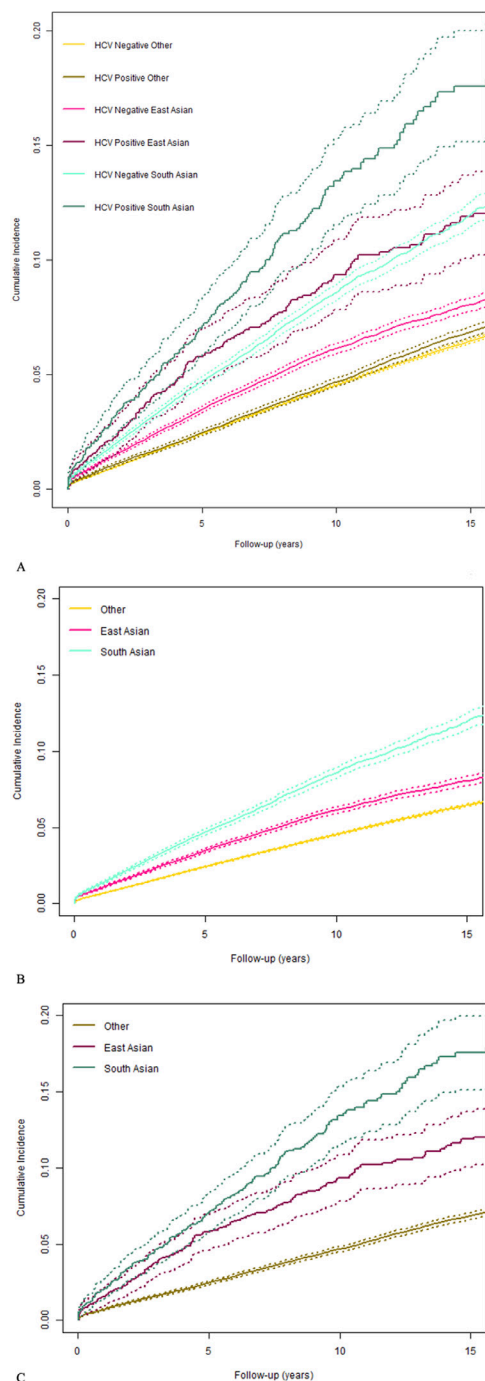 0.20
HCV Negative Other
HCV Positive Other
HCV Negative East Asian
0.15
HCV Positive East Asian
HCV Negative South Asian
HCV Positive South Asian
Cumulative Incidence
0.10
0.05
0.00
0 5 10 15
Follow-up (years)
A
0.20
Other
East Asian
South Asian
0.15
Cumulative Incidence
0.10
0.05
0.00
0 5 10 15
Follow-up (years)
B
0.20
Other
East Asian
South Asian
0.15
Cumulative Incidence
0.10
0.05
0.00
0 5 10 15
Follow-up (years)
C